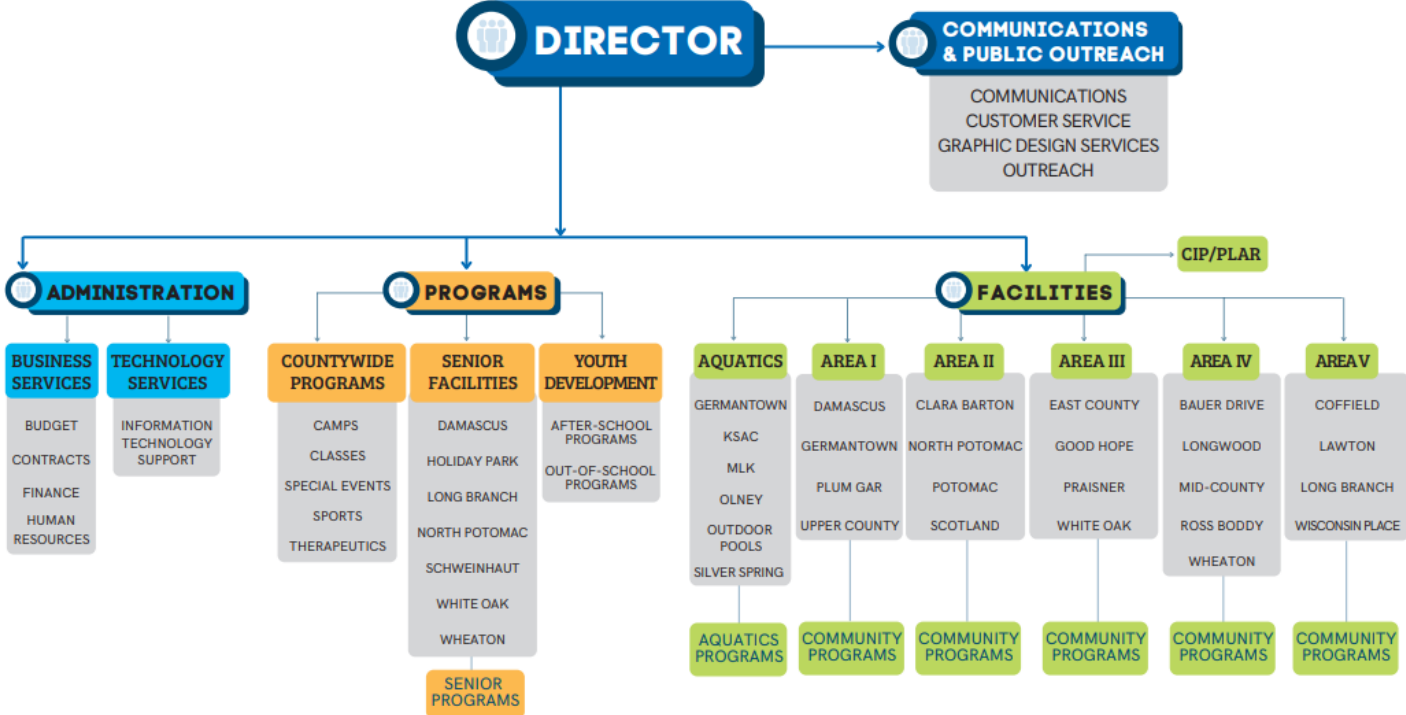 DIRECTOR
COMMUNICATIONS
& PUBLIC OUTREACH
COMMUNICATIONS
CUSTOMER SERVICE
GRAPHIC DESIGN SERVICES
OUTREACH
CIP/PLAR
ADMINISTRATION
PROGRAMS
FACILITIES
BUSINESS
SERVICES
BUDGET
CONTRACTS
FINANCE
HUMAN
RESOURCES
TECHNOLOGY
SERVICES
INFORMATION
TECHNOLOGY
SUPPORT
COUNTYWIDE
PROGRAMS
CAMPS
CLASSES
SPECIAL EVENTS
SPORTS
THERAPEUTICS
SENIOR
FACILITIES
DAMASCUS
HOLIDAY PARK
LONG BRANCH
NORTH POTOMAC
SCHWEINHAUT
WHITE OAK
WHEATON
SENIOR
PROGRAMS
YOUTH
DEVELOPMENT
AFTER-SCHOOL
PROGRAMS
OUT-OF-SCHOOL
PROGRAMS
AQUATICS
GERMANTOWN
KSAC
MLK
OLNEY
OUTDOOR
POOLS
SILVER SPRING
AQUATICS
PROGRAMS
AREA I
DAMASCUS
GERMANTOWN
PLUM GAR
UPPER COUNTY
COMMUNITY
PROGRAMS
AREA II
CLARA BARTON
NORTH POTOMAC
POTOMAC
SCOTLAND
COMMUNITY
PROGRAMS
AREA III
EAST COUNTY
GOOD HOPE
PRAISNER
WHITE OAK
COMMUNITY
PROGRAMS
AREA IV
BAUER DRIVE
LONGWOOD
MID-COUNTY
ROSS BODDY
WHEATON
COMMUNITY
PROGRAMS
AREA V
COFFIELD
LAWTON
LONG BRANCH
WISCONSIN PLACE
COMMUNITY
PROGRAMS